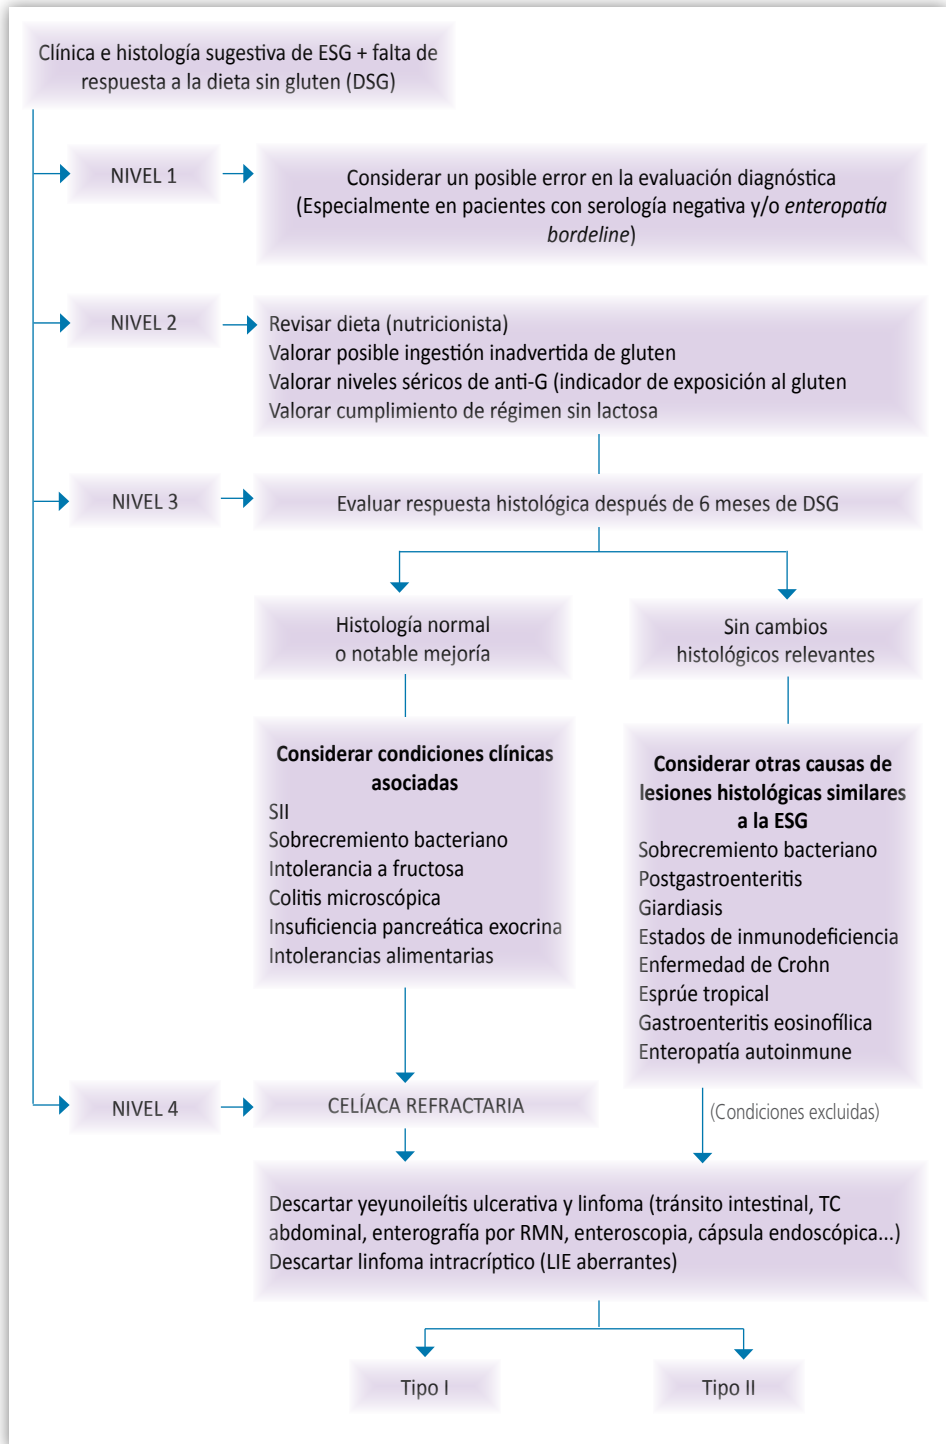 Clínica e histología sugestiva de ESG + falta de
respuesta a la dieta sin gluten (DSG)
NIVEL 1
Considerar un posible error en la evaluación diagnóstica
(Especialmente en pacientes con serología negativa y/o enteropatía
bordeline)
NIVEL 2
Revisar dieta (nutricionista)
Valorar posible ingestión inadvertida de gluten
Valorar niveles séricos de anti-G (indicador de exposición al gluten
Valorar cumplimiento de régimen sin lactosa
NIVEL 3
Evaluar respuesta histológica después de 6 meses de DSG
Histología normal
o notable mejoría
Sin cambios
histológicos relevantes
Considerar condiciones clínicas
asociadas
SII
Sobrecremiento bacteriano
Intolerancia a fructosa
Colitis microscópica
Insuficiencia pancreática exocrina
Intolerancias alimentarias
Considerar otras causas de
lesiones histológicas similares
a la ESG
Sobrecremiento bacteriano
Postgastroenteritis
Giardiasis
Estados de inmunodeficiencia
Enfermedad de Crohn
Esprúe tropical
Gastroenteritis eosinofílica
Enteropatía autoinmune
NIVEL 4
CELÍACA REFRACTARIA
(Condiciones excluidas)
Descartar yeyunoileítis ulcerativa y linfoma (tránsito intestinal, TC
abdominal, enterografía por RMN, enteroscopia, cápsula endoscópica...)
Descartar linfoma intracríptico (LIE aberrantes)
Tipo I
Tipo II